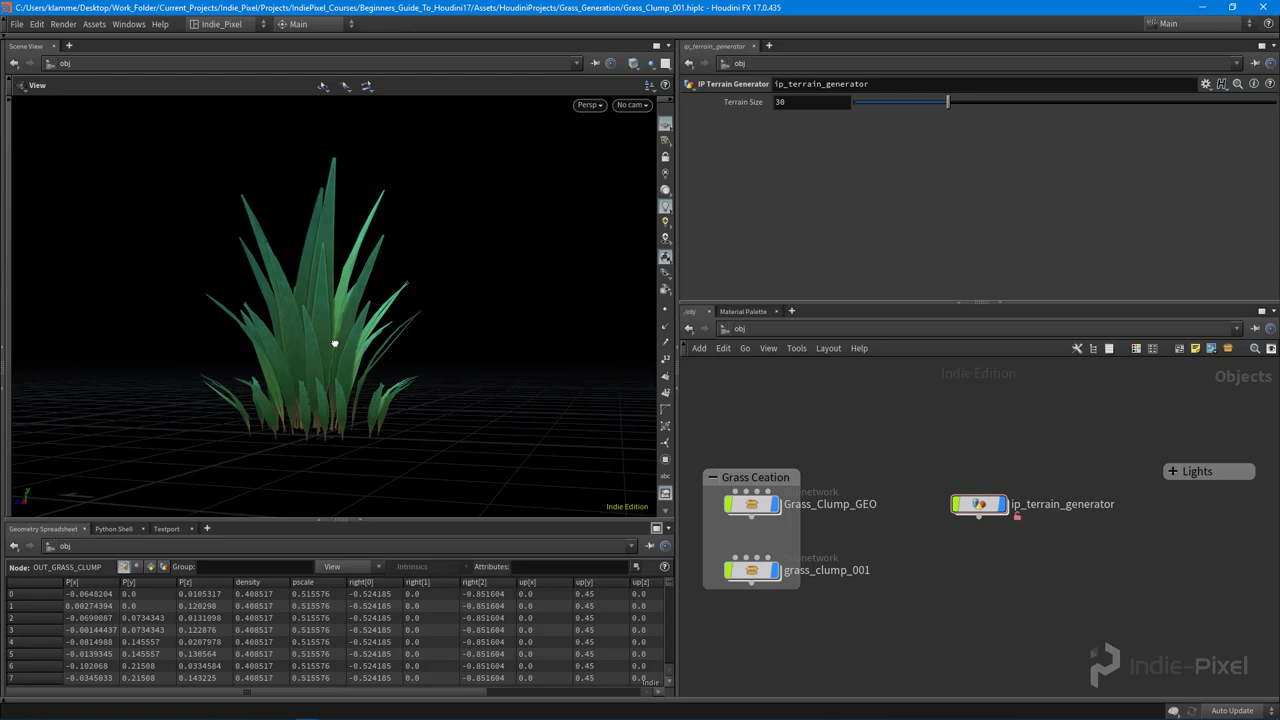 C:/Users/klamme/Desktop/Work_Folder/Current_Projects/Projects/IndiePixel_Courses/Beginners_Guide_To_Houdini17/Assets/HoudiniProjects/Grass_Generation/Grass_Clump_001.hiplc - Houdini FX 17.0.435
File Edit Render Assets Windows Help Indie_Pixel Main Main
Scene View
obj
View
Persp No cam
Indie Edition
Geometry Spreadsheet Python Shell Textport
obj
Node: OUT_GRASS_CLUMP Group: View Intrinsics Attributes:
P[x] P[y] P[z] density pscale right[0] right[1] right[2] up[x] up[y] up[z]
0 -0.0648204 0.0 0.0105317 0.408517 0.515576 -0.524185 0.0 -0.851604 0.0 0.45 0.0
1 0.00274394 0.0 0.120298 0.408517 0.515576 -0.524185 0.0 -0.851604 0.0 0.45 0.0
2 -0.0690087 0.0734343 0.0131098 0.408517 0.515576 -0.524185 0.0 -0.851604 0.0 0.45 0.0
3 -0.00144437 0.0734343 0.122876 0.408517 0.515576 -0.524185 0.0 -0.851604 0.0 0.45 0.0
4 -0.0814988 0.145557 0.0207978 0.408517 0.515576 -0.524185 0.0 -0.851604 0.0 0.45 0.0
5 -0.0139345 0.145557 0.130564 0.408517 0.515576 -0.524185 0.0 -0.851604 0.0 0.45 0.0
6 -0.102068 0.21508 0.0334584 0.408517 0.515576 -0.524185 0.0 -0.851604 0.0 0.45 0.0
7 -0.0345033 0.21508 0.143225 0.408517 0.515576 -0.524185 0.0 -0.851604 0.0 0.45 0.0
Indie
ip_terrain_generator
obj
IP Terrain Generator ip_terrain_generator
Terrain Size 30
/obj Material Palette
obj
Add Edit Go View Tools Layout Help
Indie Edition
Objects
Grass Ceation
Lights
Grass_Clump_GEO
ip_terrain_generator
grass_clump_001
Indie-Pixel
Auto Update